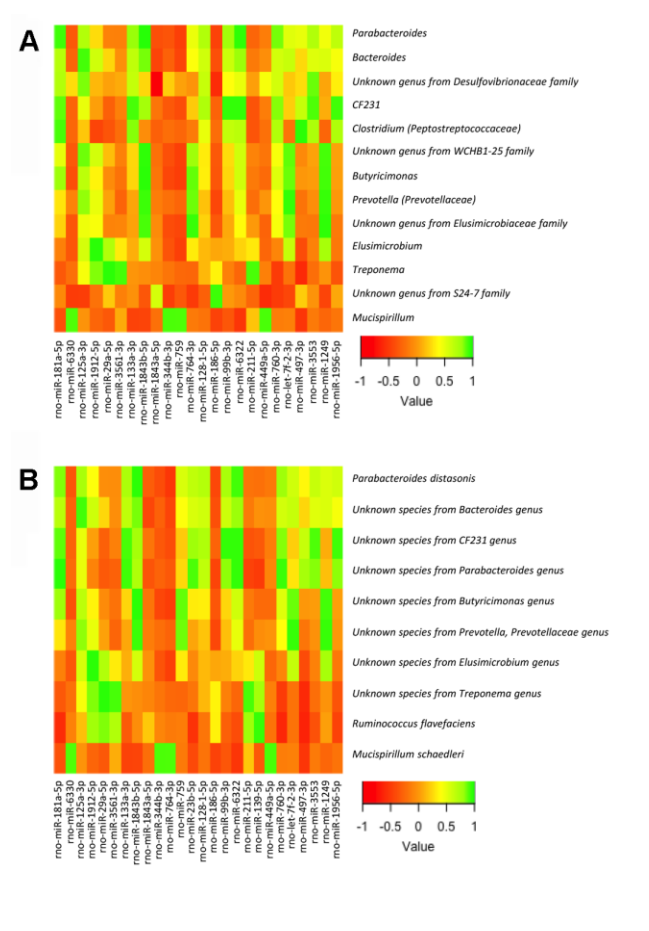 A
Parabacteroides
Bacteroides
Unknown genus from Desulfovibrionaceae family
CF231
Clostridium (Peptostreptococcaceae)
Unknown genus from WCHB1-25 family
Butyricimonas
Prevotella (Prevotellaceae)
Unknown genus from Elusimicrobiaceae family
Elusimicrobium
Treponema
Unknown genus from S24-7 family
Mucispirillum
rno-miR-181a-5p
rno-miR-6330
rno-miR-125a-3p
rno-miR-1912-5p
rno-miR-29a-5p
rno-miR-3561-3p
rno-miR-133a-3p
rno-miR-1843b-5p
rno-miR-1843a-5p
rno-miR-344b-3p
rno-miR-759
rno-miR-764-3p
rno-miR-128-1-5p
rno-miR-186-5p
rno-miR-99b-3p
rno-miR-6322
rno-miR-211-5p
rno-miR-449a-5p
rno-miR-760-3p
rno-let-7f-2-3p
rno-miR-497-3p
rno-miR-3553
rno-miR-1249
rno-miR-1956-5p
-1 -0.5 0 0.5 1
Value
B
Parabacteroides distasonis
Unknown species from Bacteroides genus
Unknown species from CF231 genus
Unknown species from Parabacteroides genus
Unknown species from Butyricimonas genus
Unknown species from Prevotella, Prevotellaceae genus
Unknown species from Elusimicrobium genus
Unknown species from Treponema genus
Ruminococcus flavefaciens
Mucispirillum schaedleri
rno-miR-181a-5p
rno-miR-6330
rno-miR-125a-3p
rno-miR-1912-5p
rno-miR-29a-5p
rno-miR-3561-3p
rno-miR-133a-3p
rno-miR-1843b-5p
rno-miR-1843a-5p
rno-miR-344b-3p
rno-miR-764-3p
rno-miR-759
rno-miR-23b-5p
rno-miR-128-1-5p
rno-miR-186-5p
rno-miR-99b-3p
rno-miR-6322
rno-miR-211-5p
rno-miR-139-5p
rno-miR-449a-5p
rno-miR-760-3p
rno-let-7f-2-3p
rno-miR-497-3p
rno-miR-3553
rno-miR-1249
rno-miR-1956-5p
-1 -0.5 0 0.5 1
Value